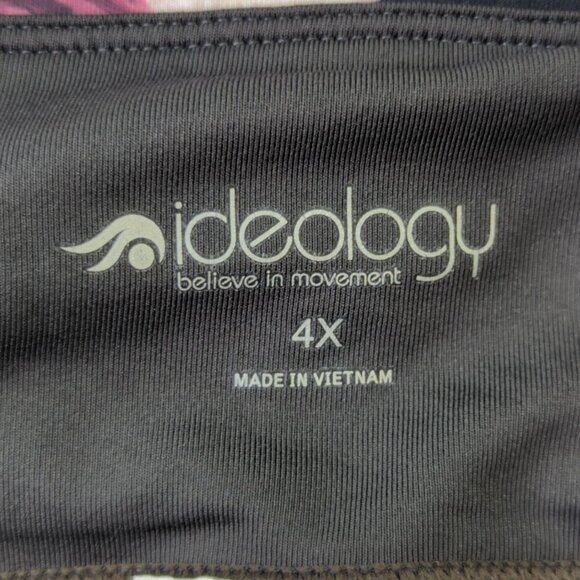 ideology
believe in movement
4X
MADE IN VIETNAM